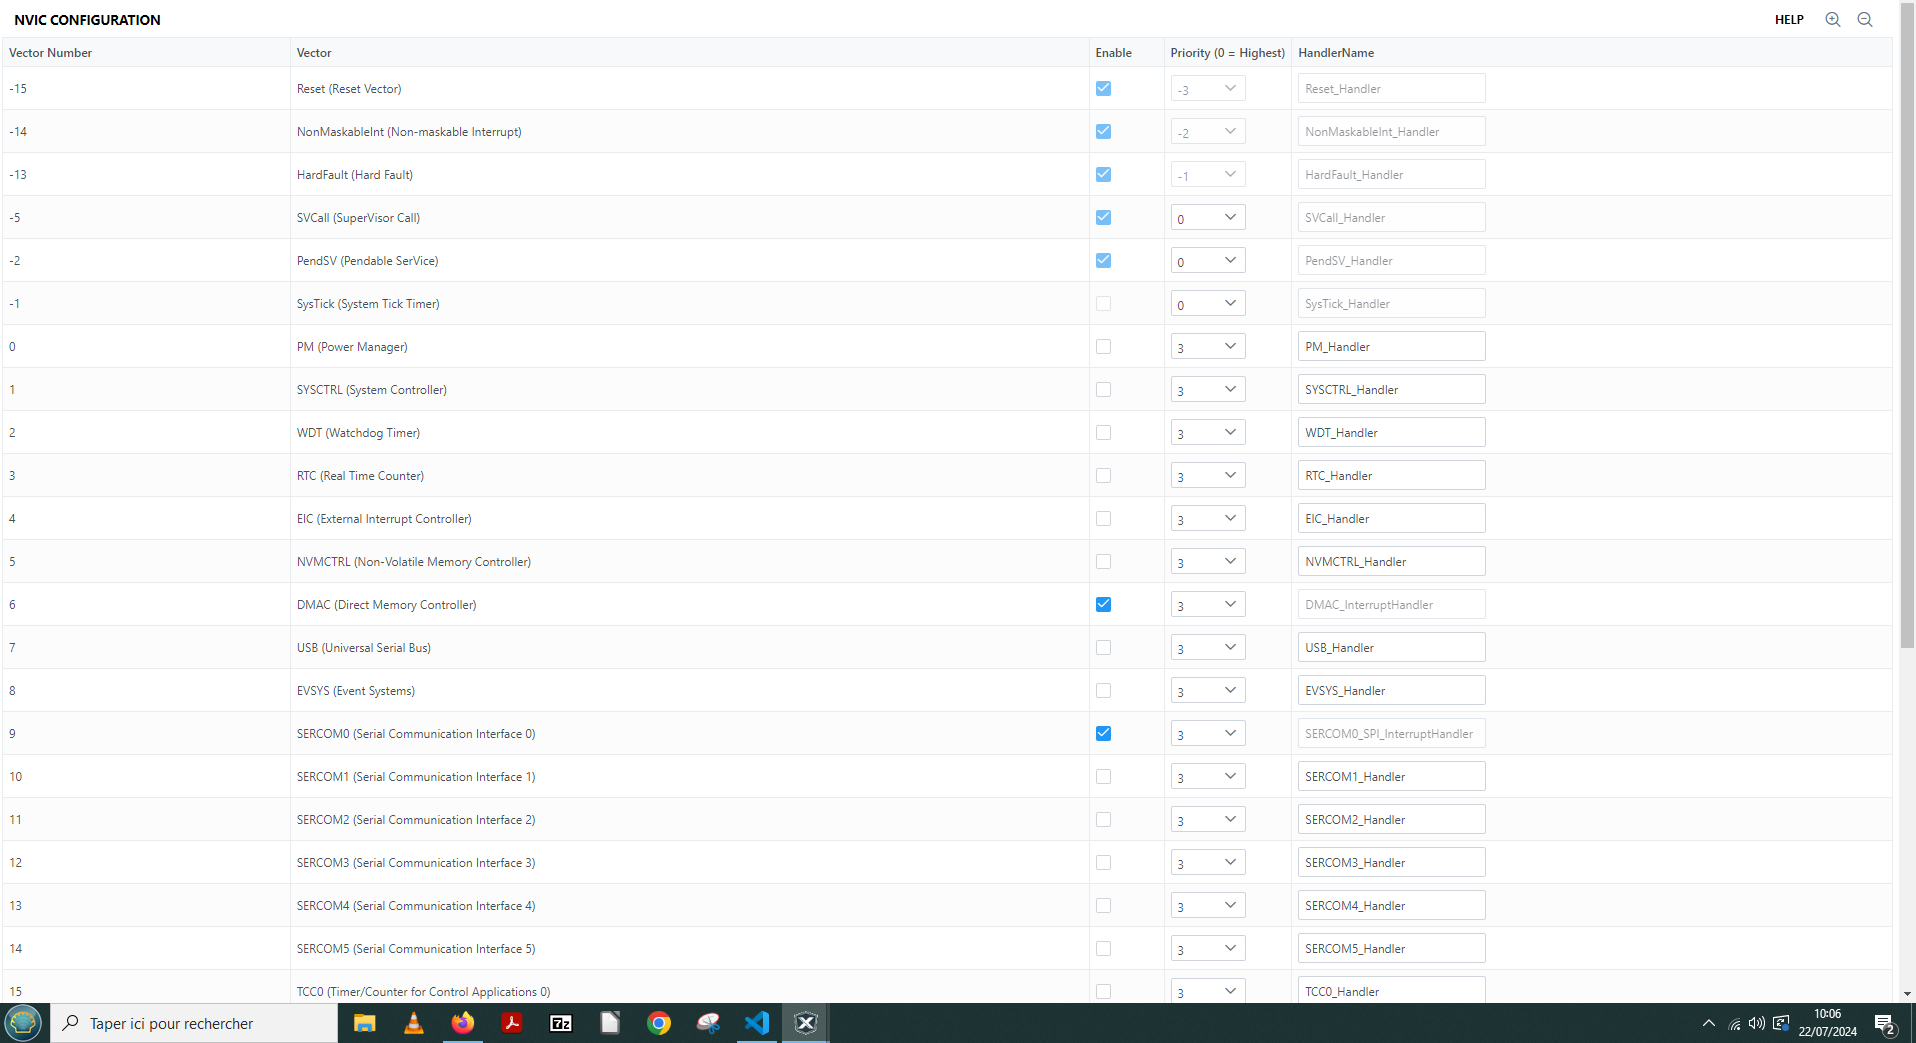 NVIC CONFIGURATION HELP
Vector Number Vector Enable Priority (0 = Highest) HandlerName
-15 Reset (Reset Vector) -3 Reset_Handler
-14 NonMaskableInt (Non-maskable Interrupt) -2 NonMaskableInt_Handler
-13 HardFault (Hard Fault) -1 HardFault_Handler
-5 SVCall (SuperVisor Call) 0 SVCall_Handler
-2 PendSV (Pendable SerVice) 0 PendSV_Handler
-1 SysTick (System Tick Timer) 0 SysTick_Handler
0 PM (Power Manager) 3 PM_Handler
1 SYSCTRL (System Controller) 3 SYSCTRL_Handler
2 WDT (Watchdog Timer) 3 WDT_Handler
3 RTC (Real Time Counter) 3 RTC_Handler
4 EIC (External Interrupt Controller) 3 EIC_Handler
5 NVMCTRL (Non-Volatile Memory Controller) 3 NVMCTRL_Handler
6 DMAC (Direct Memory Controller) 3 DMAC_InterruptHandler
7 USB (Universal Serial Bus) 3 USB_Handler
8 EVSYS (Event Systems) 3 EVSYS_Handler
9 SERCOM0 (Serial Communication Interface 0) 3 SERCOM0_SPI_InterruptHandler
10 SERCOM1 (Serial Communication Interface 1) 3 SERCOM1_Handler
11 SERCOM2 (Serial Communication Interface 2) 3 SERCOM2_Handler
12 SERCOM3 (Serial Communication Interface 3) 3 SERCOM3_Handler
13 SERCOM4 (Serial Communication Interface 4) 3 SERCOM4_Handler
14 SERCOM5 (Serial Communication Interface 5) 3 SERCOM5_Handler
15 TCC0 (Timer/Counter for Control Applications 0) 3 TCC0_Handler
Taper ici pour rechercher 7z 10:06
22/07/2024 2